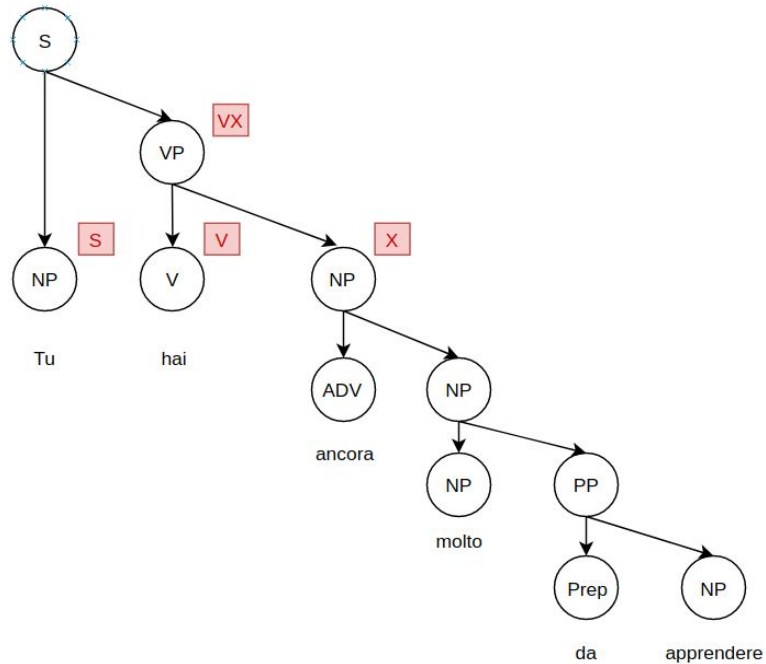 S
VX
VP
S
V
X
NP
V
NP
Tu
hai
ADV
NP
ancora
NP
PP
molto
Prep
NP
da
apprendere